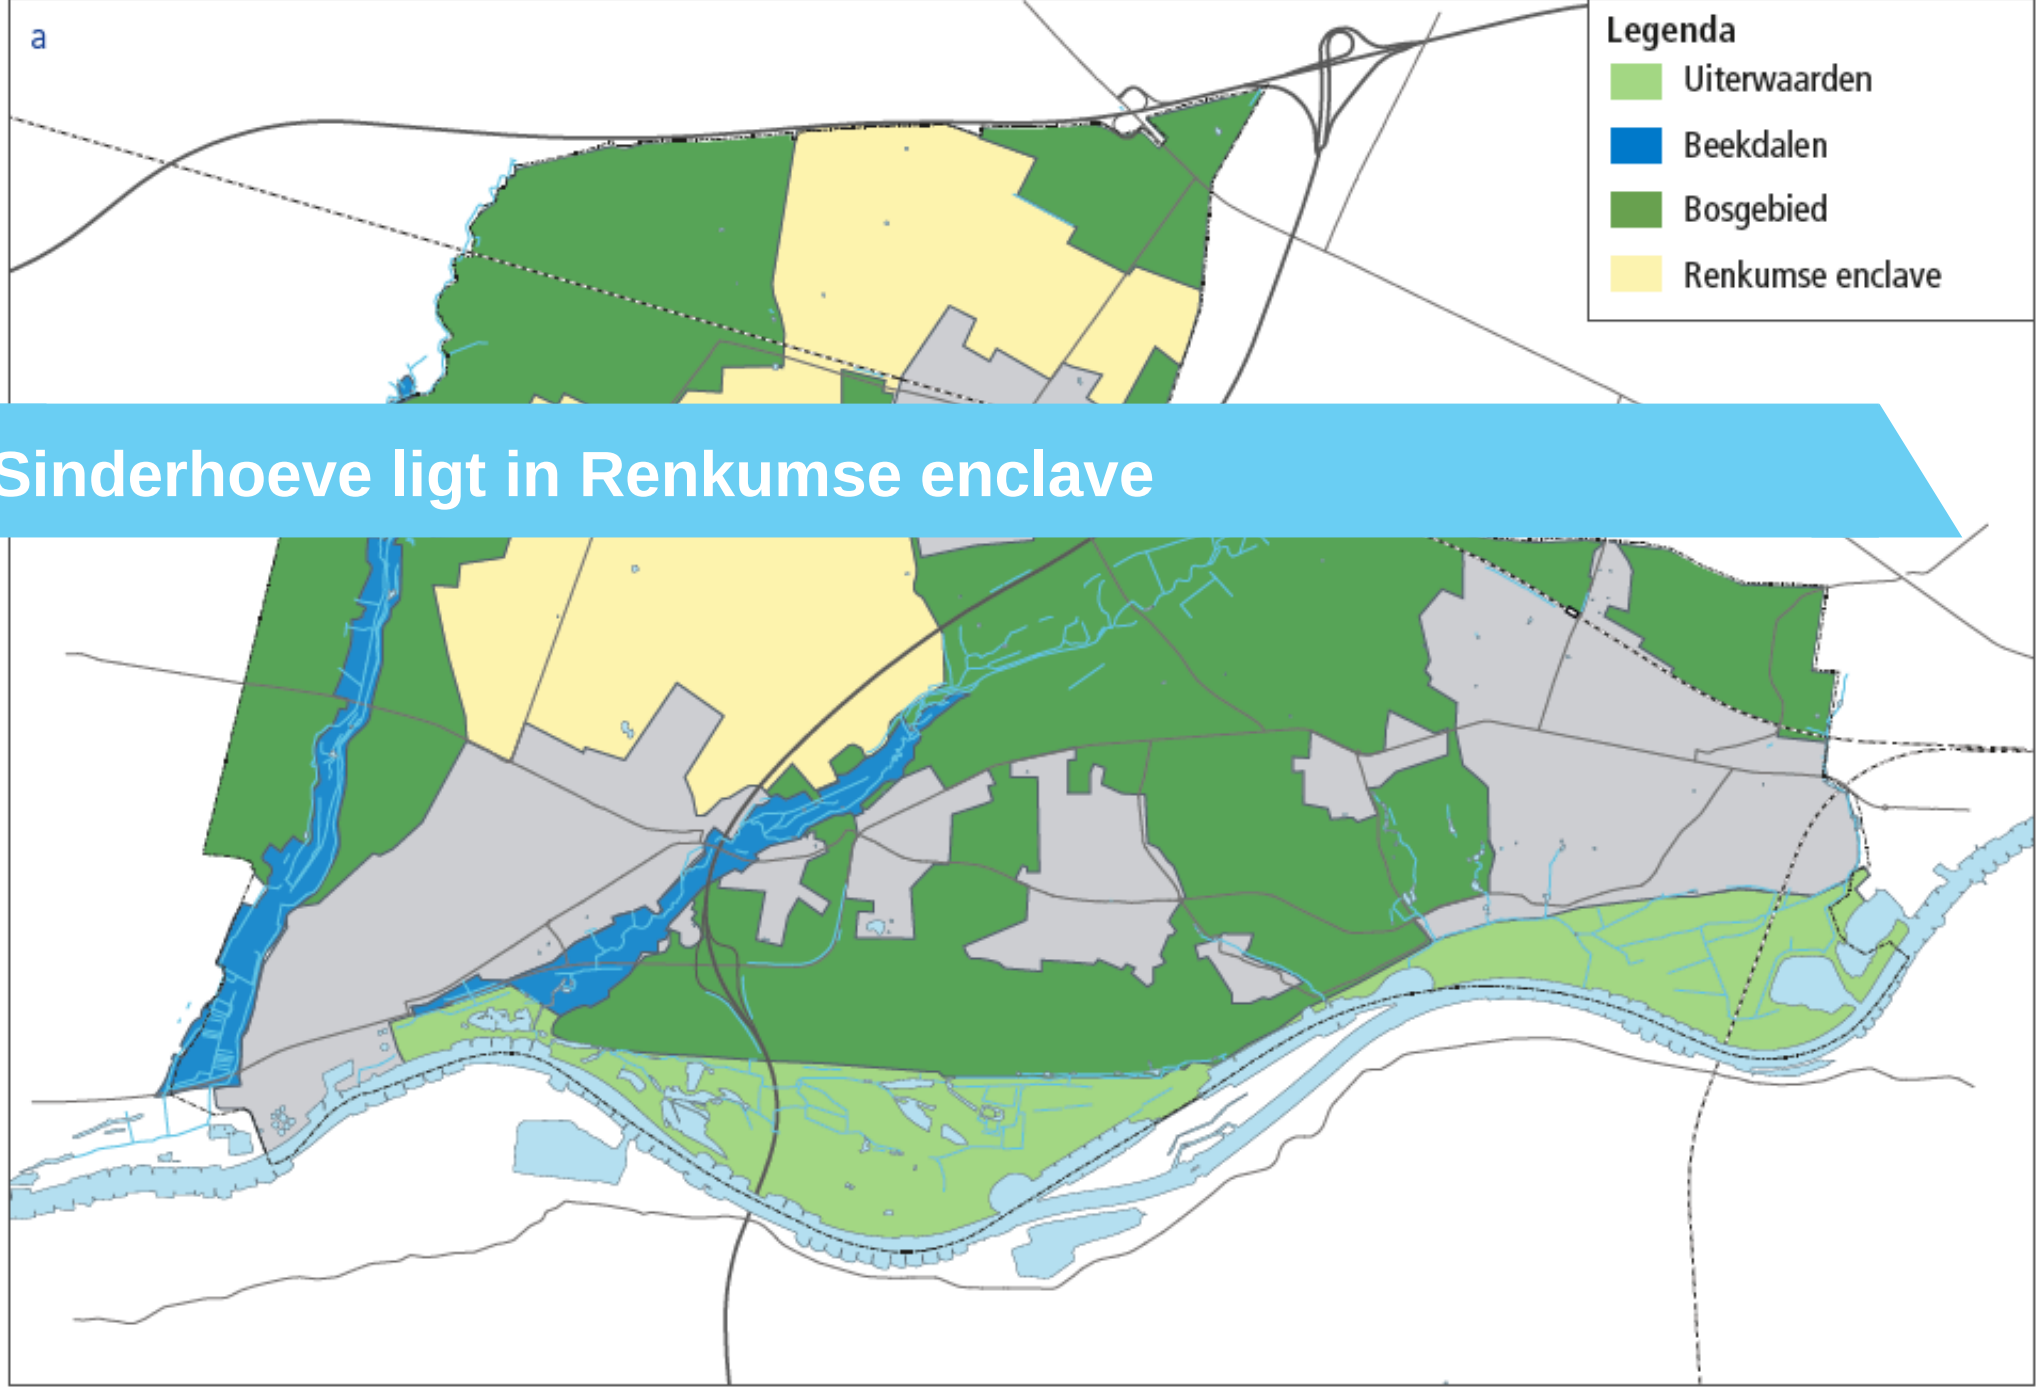 a
Legenda
Uiterwaarden
Beekdalen
Bosgebied
Renkumse enclave
Sinderhoeve ligt in Renkumse enclave